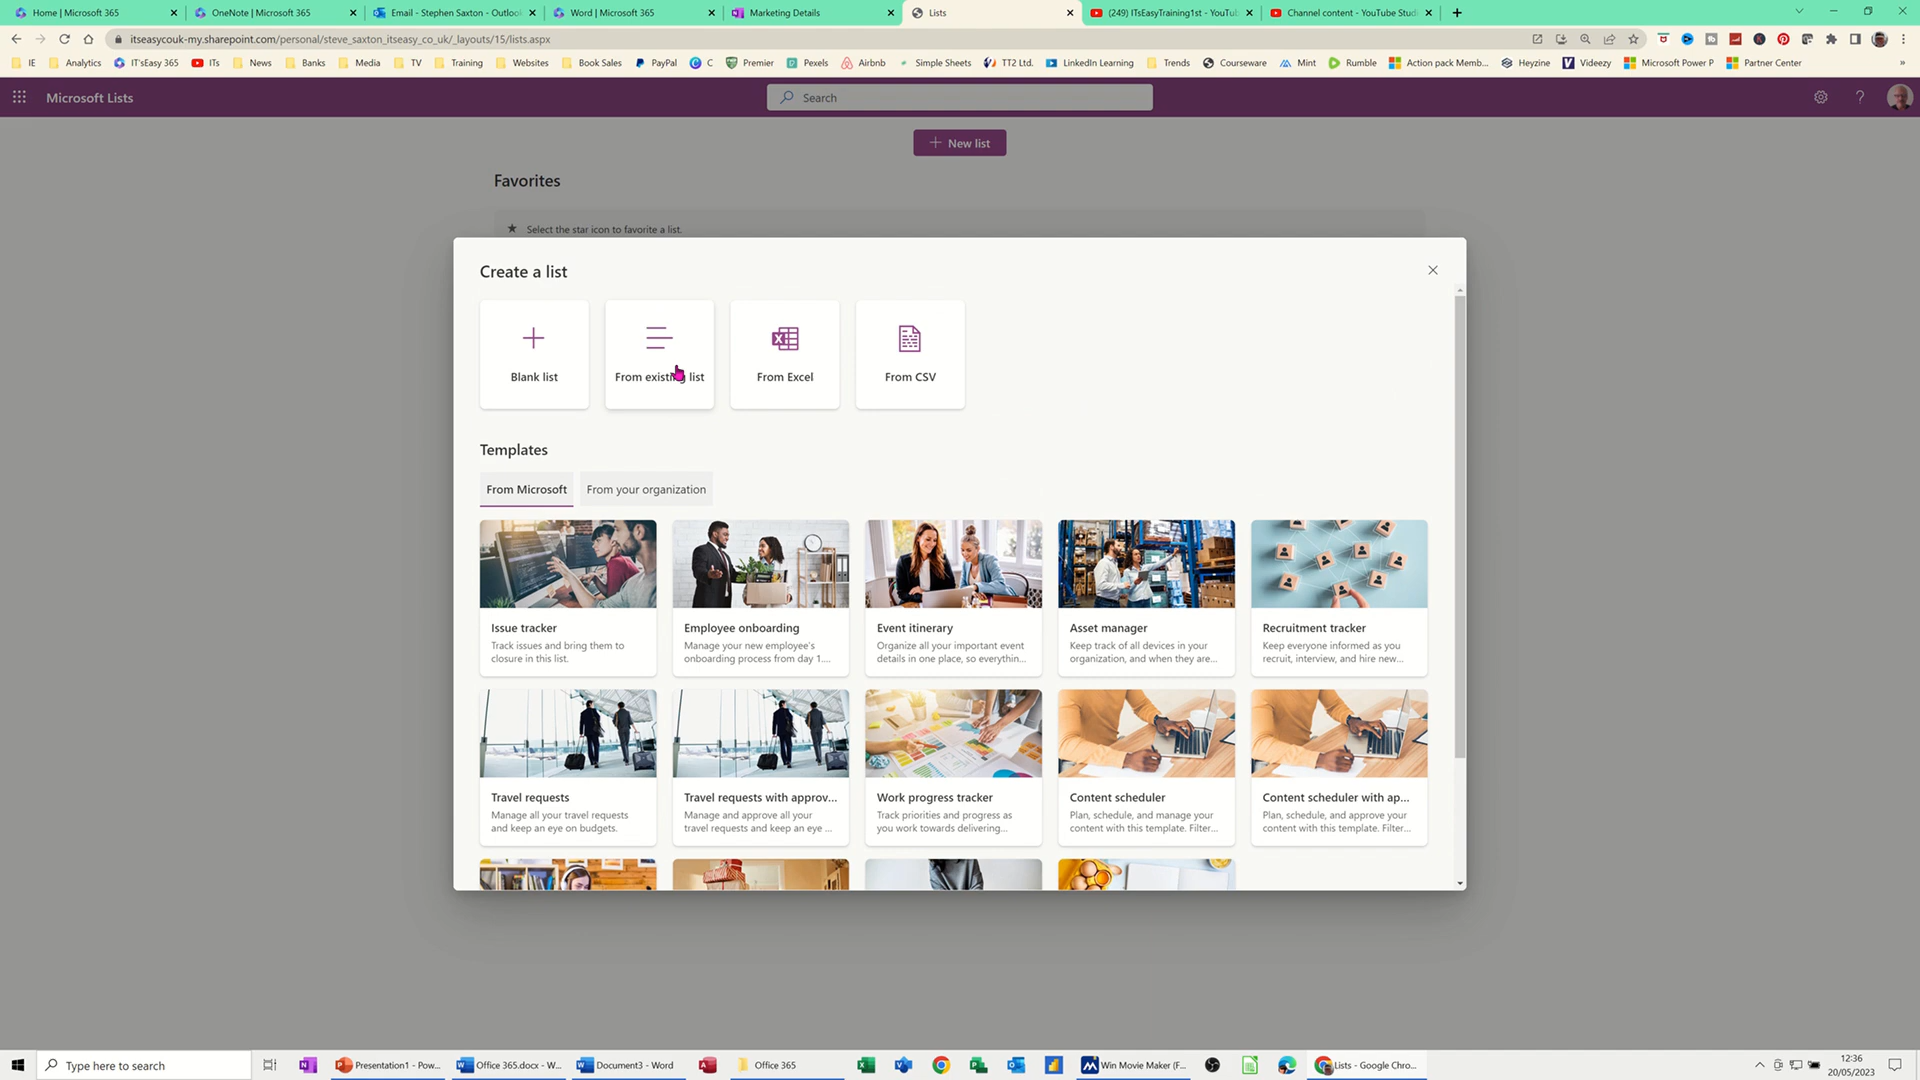 Home | Microsoft 365
OneNote | Microsoft 365
Email - Stephen Saxton - Outlook
Word | Microsoft 365
Marketing Details
Lists
(249) ITsEasyTraining1st - YouTub
Channel content - YouTube Studi
itseasycouk-my.sharepoint.com/personal/steve_saxton_itseasy_co_uk/_layouts/15/lists.aspx
IE
Analytics
IT'sEasy 365
ITs
News
Banks
Media
TV
Training
Websites
Book Sales
PayPal
C
Premier
Pexels
Airbnb
Simple Sheets
TT2 Ltd.
LinkedIn Learning
Trends
Courseware
Mint
Rumble
Action pack Memb...
Heyzine
Videezy
Microsoft Power P
Partner Center
Microsoft Lists
Search
New list
Favorites
Select the star icon to favorite a list.
Create a list
Blank list
From existing list
From Excel
From CSV
Templates
From Microsoft
From your organization
Issue tracker
Track issues and bring them to
closure in this list.
Employee onboarding
Manage your new employee's
onboarding process from day 1....
Event itinerary
Organize all your important event
details in one place, so everythin...
Asset manager
Keep track of all devices in your
organization, and when they are...
Recruitment tracker
Keep everyone informed as you
recruit, interview, and hire new...
Travel requests
Manage all your travel requests
and keep an eye on budgets.
Travel requests with approv...
Manage and approve all your
travel requests and keep an eye ...
Work progress tracker
Track priorities and progress as
you work towards delivering...
Content scheduler
Plan, schedule, and manage your
content with this template. Filter...
Content scheduler with ap...
Plan, schedule, and approve your
content with this template. Filter...
Type here to search
Presentation1 - Pow...
Office 365.docx - W...
Document3 - Word
Office 365
Win Movie Maker (F...
Lists - Google Chro...
12:36
20/05/2023